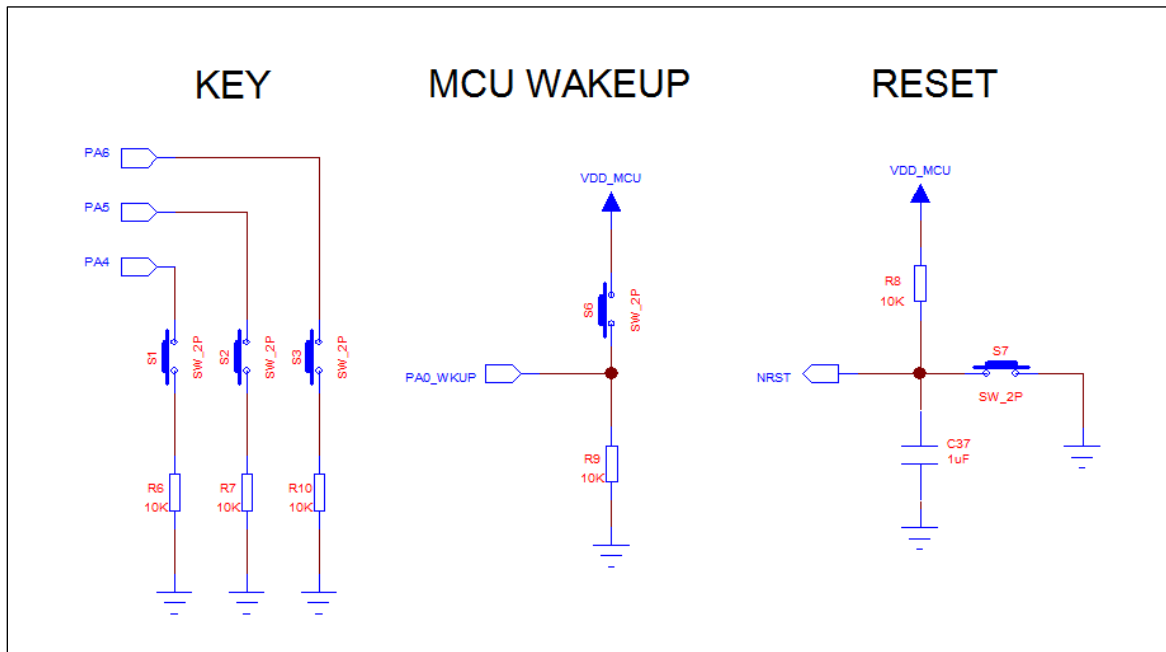 KEY
PA6
PA5
PA4
S1
SW_2P
S2
SW_2P
S3
SW_2P
R6
10K
R7
10K
R10
10K
MCU WAKEUP
VDD_MCU
S6
SW_2P
PA0_WKUP
R9
10K
RESET
VDD_MCU
R8
10K
NRST
S7
SW_2P
C37
1uF